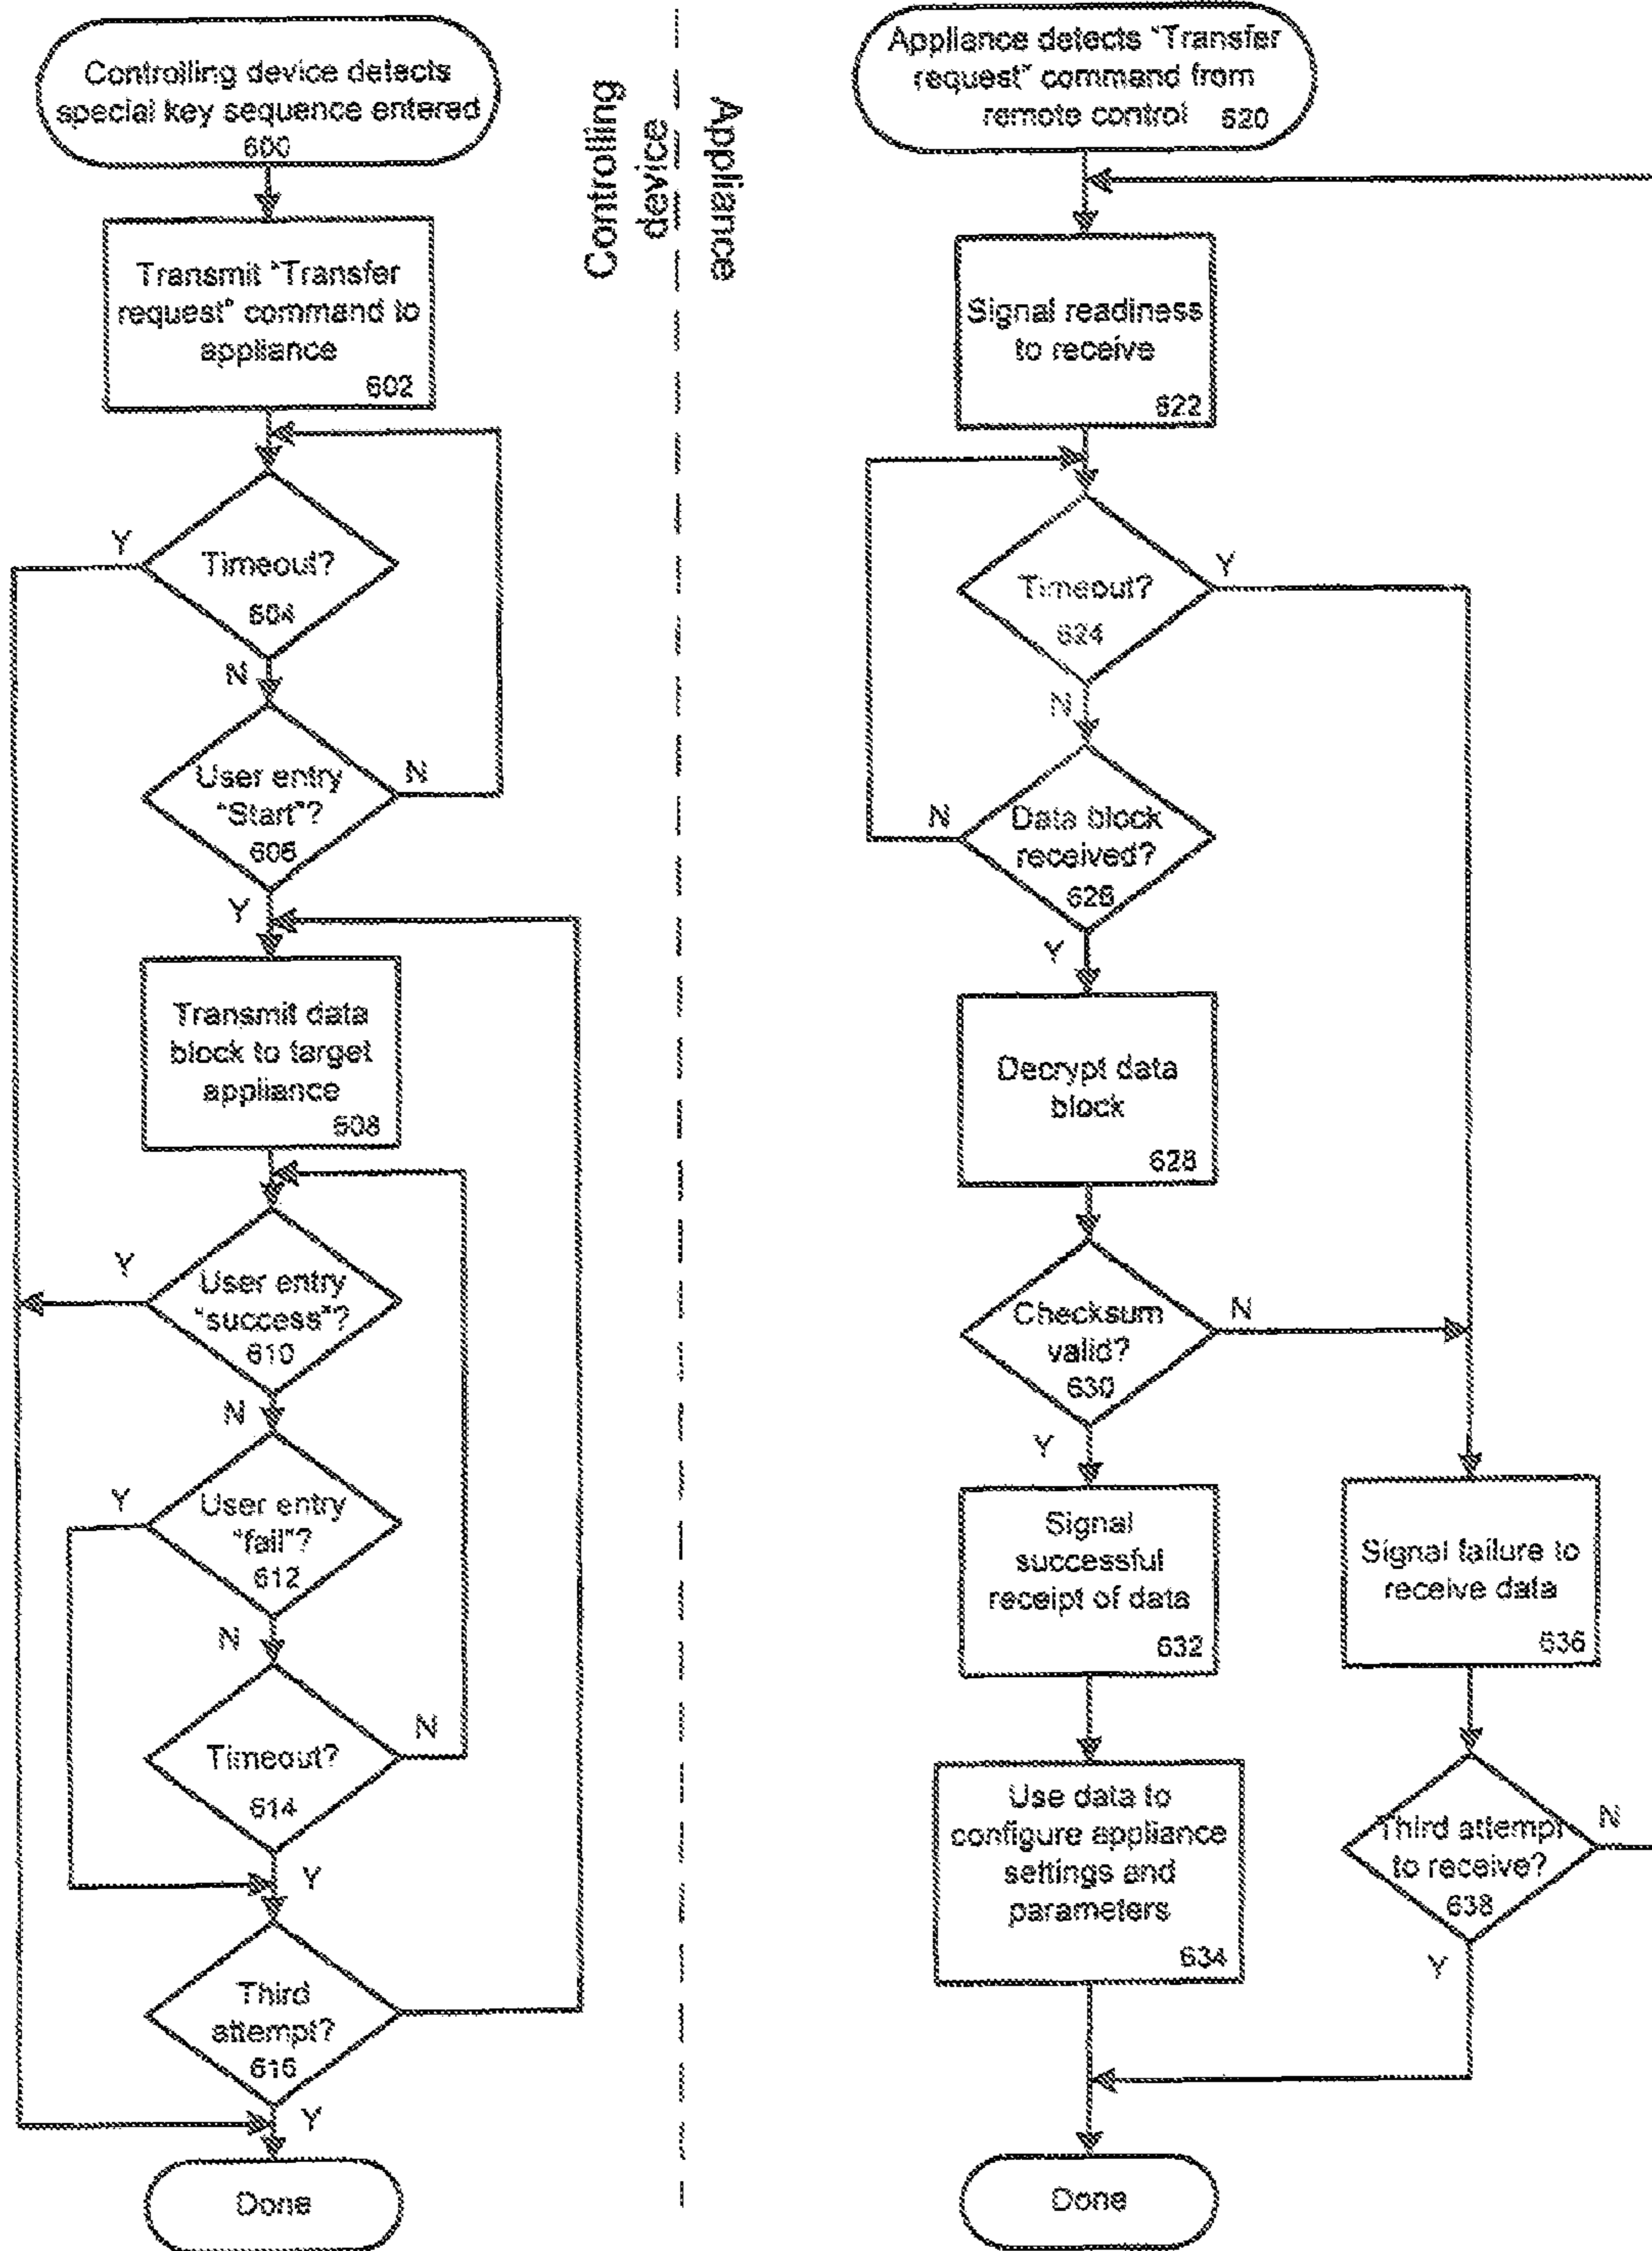 Controlling device detects
special key sequence entered
600
Transmit "Transfer
request" command to
appliance
602
Timeout?
604
Y
N
User entry
"Start"?
606
N
Y
Transmit data
block to target
appliance
608
User entry
"success"?
610
Y
N
User entry
"fail"?
612
Y
N
Timeout?
614
N
Y
Third
attempt?
616
Y
Done
Controlling
device
Appliance
Appliance detects "Transfer
request" command from
remote control 620
Signal readiness
to receive
622
Timeout?
624
Y
N
Data block
received?
626
N
Y
Decrypt data
block
628
Checksum
valid?
630
N
Y
Signal
successful
receipt of data
632
Use data to
configure appliance
settings and
parameters
634
Signal failure to
receive data
636
Third attempt
to receive?
638
N
Y
Done